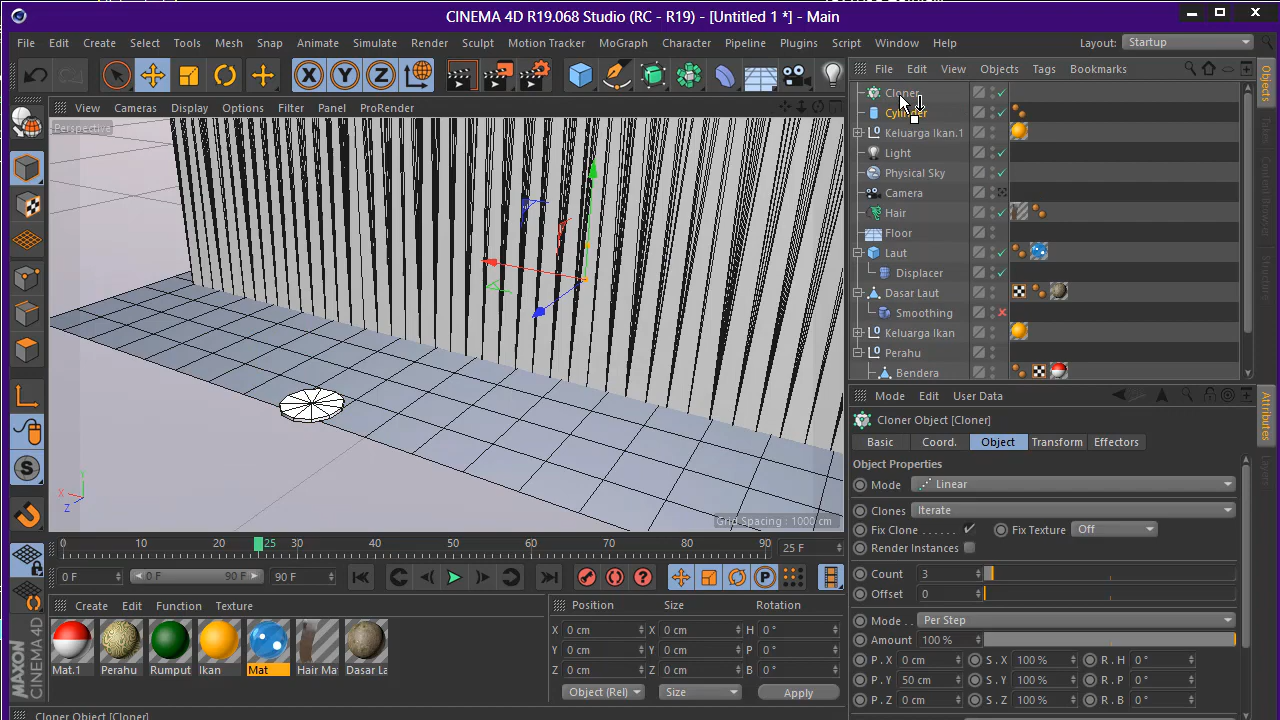 CINEMA 4D R19.068 Studio (RC - R19) - [Untitled 1 *] - Main
File Edit Create Select Tools Mesh Snap Animate Simulate Render Sculpt Motion Tracker MoGraph Character Pipeline Plugins Script Window Help Layout: Startup
File Edit View Objects Tags Bookmarks
View Cameras Display Options Filter Panel ProRender
Perspective
Cloner
Cylinder
Keluarga Ikan.1
Light
Physical Sky
Camera
Hair
Floor
Laut
Displacer
Dasar Laut
Smoothing
Keluarga Ikan
Perahu
Bendera
Objects
Takes
Content Browser
Structure
X Y Z
Y
X
Z
Grid Spacing : 1000 cm
Mode Edit User Data
Cloner Object [Cloner]
Basic Coord. Object Transform Effectors
Object Properties
Mode Linear
Clones Iterate
Fix Clone . . . . . . Fix Texture Off
Render Instances
Count 3
Offset 0
Mode . . Per Step
Amount 100 %
P . X 0 cm S . X 100 % R . H 0 °
P . Y 50 cm S . Y 100 % R . P 0 °
P . Z 0 cm S . Z 100 % R . B 0 °
Attributes
Layers
0 10 20 25 30 40 50 60 70 80 90 25 F
0 F 0 F 90 F 90 F
Create Edit Function Texture
Mat.1 Perahu Rumput Ikan Mat Hair Ma Dasar La
Position Size Rotation
X 0 cm X 0 cm H 0 °
Y 0 cm Y 0 cm P 0 °
Z 0 cm Z 0 cm B 0 °
Object (Rel) Size Apply
MAXON CINEMA 4D
Cloner Object [Cloner]